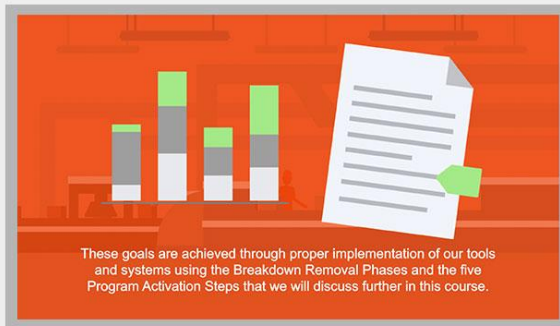 These goals are achieved through proper implementation of our tools
and systems using the Breakdown Removal Phases and the five
Program Activation Steps that we will discuss further in this course.